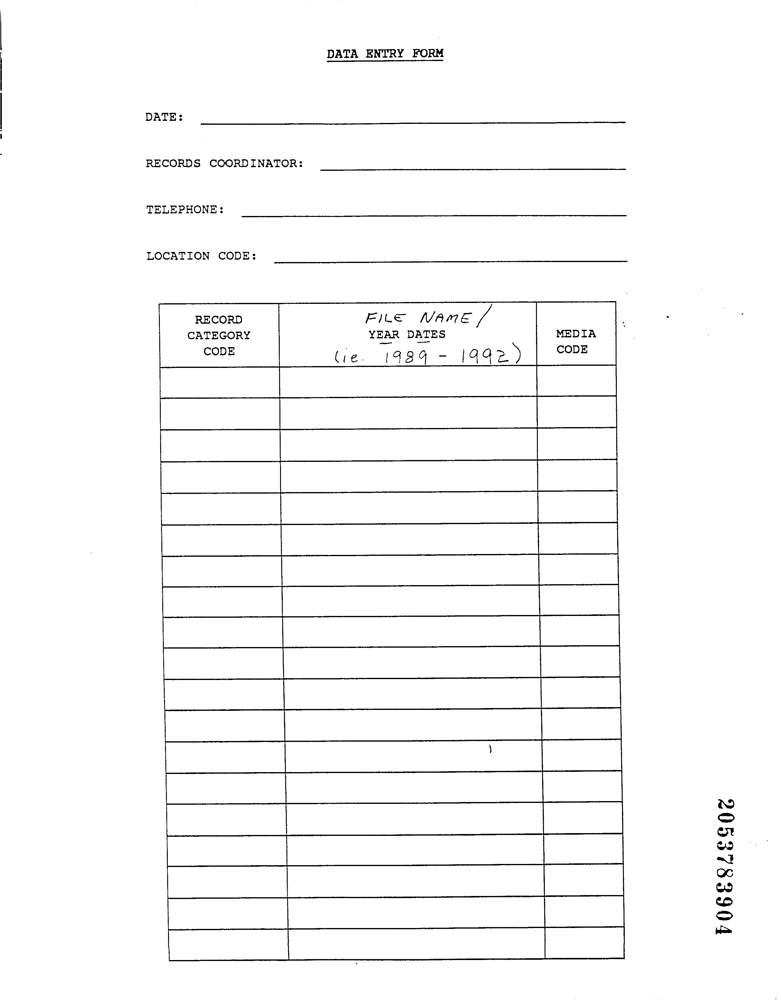 DATA ENTRY FORM
DATE:
RECORDS COORDINATOR:
TELEPHONE:
LOCATION CODE:
RECORD
CATEGORY
CODE
FILE NAME/
YEAR DATES
(ie. 1989 - 1992)
MEDIA
CODE
2053783904